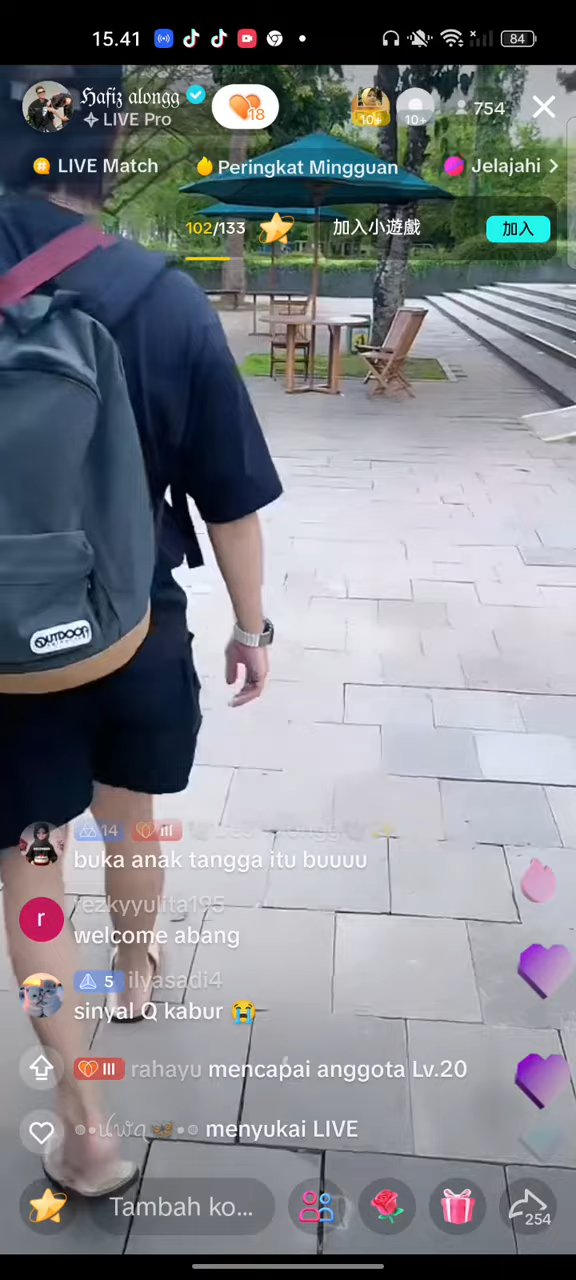 15.41
84
Hafiz alongg
LIVE Pro
18
10+
10+
754
LIVE Match
Peringkat Mingguan
Jelajahi
102/133
加入小遊戲
加入
OUTDOOR
14
III
buka anak tangga itu buuuu
rezkyyulita195
r
welcome abang
5
ilyasadi4
sinyal Q kabur 😭
III rahayu mencapai anggota Lv.20
menyukai LIVE
Tambah ko...
254